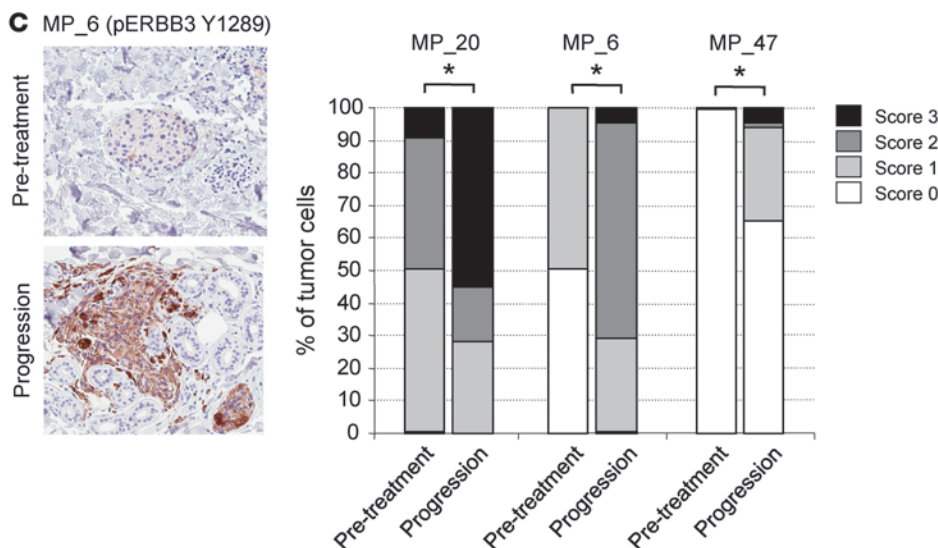 C MP_6 (pERBB3 Y1289)
Pre-treatment
Progression
MP_20 MP_6 MP_47
* * *
% of tumor cells
100
90
80
70
60
50
40
30
20
10
0
Pre-treatment
Progression
Pre-treatment
Progression
Pre-treatment
Progression
Score 3
Score 2
Score 1
Score 0